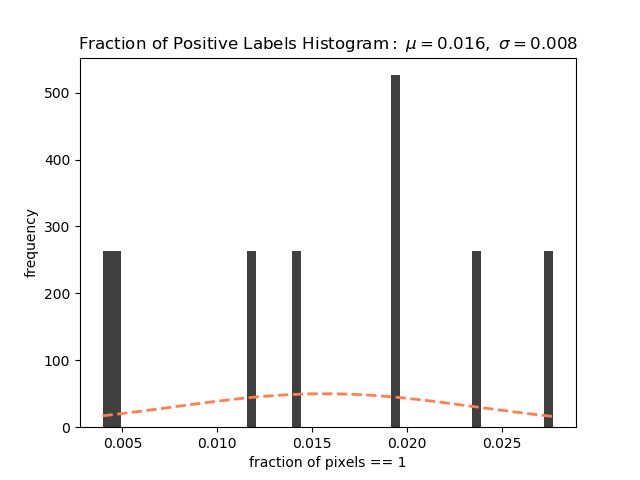 Fraction of Positive Labels Histogram: μ = 0.016, σ = 0.008
500
400
300
200
100
0
frequency
0.005 0.010 0.015 0.020 0.025
fraction of pixels == 1